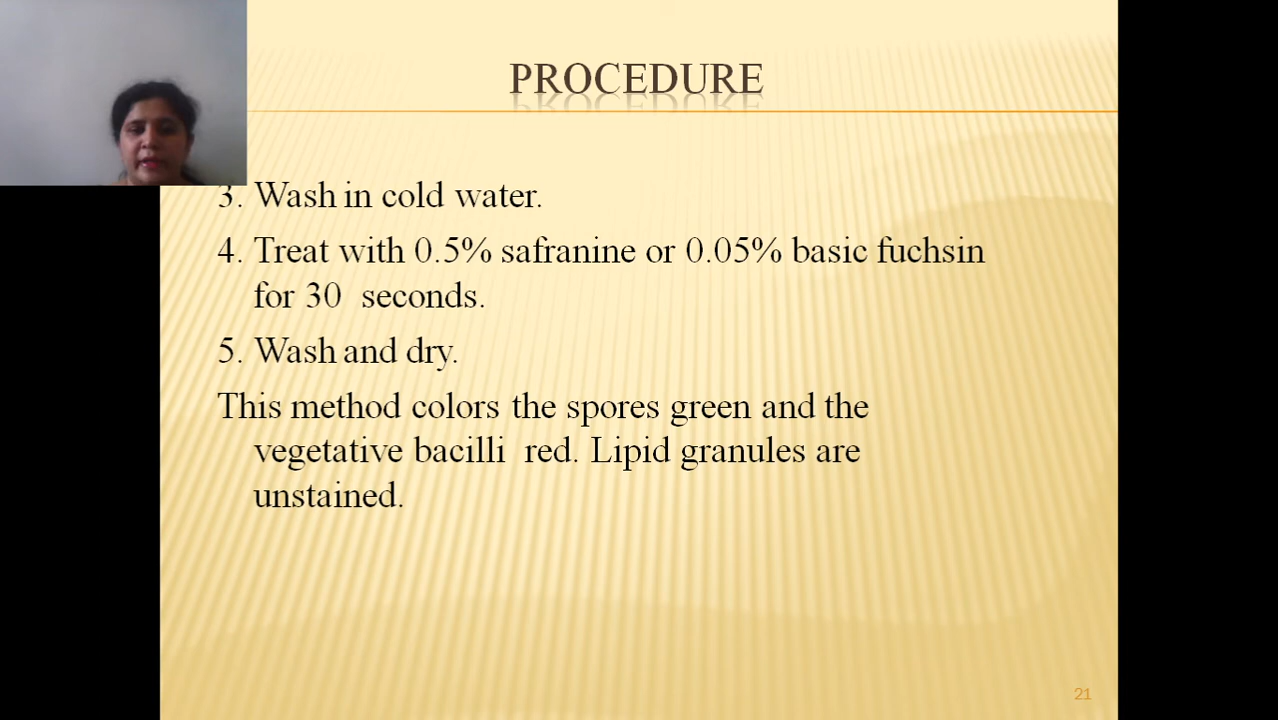 PROCEDURE
3. Wash in cold water.
4. Treat with 0.5% safranine or 0.05% basic fuchsin
for 30 seconds.
5. Wash and dry.
This method colors the spores green and the
vegetative bacilli red. Lipid granules are
unstained.
21